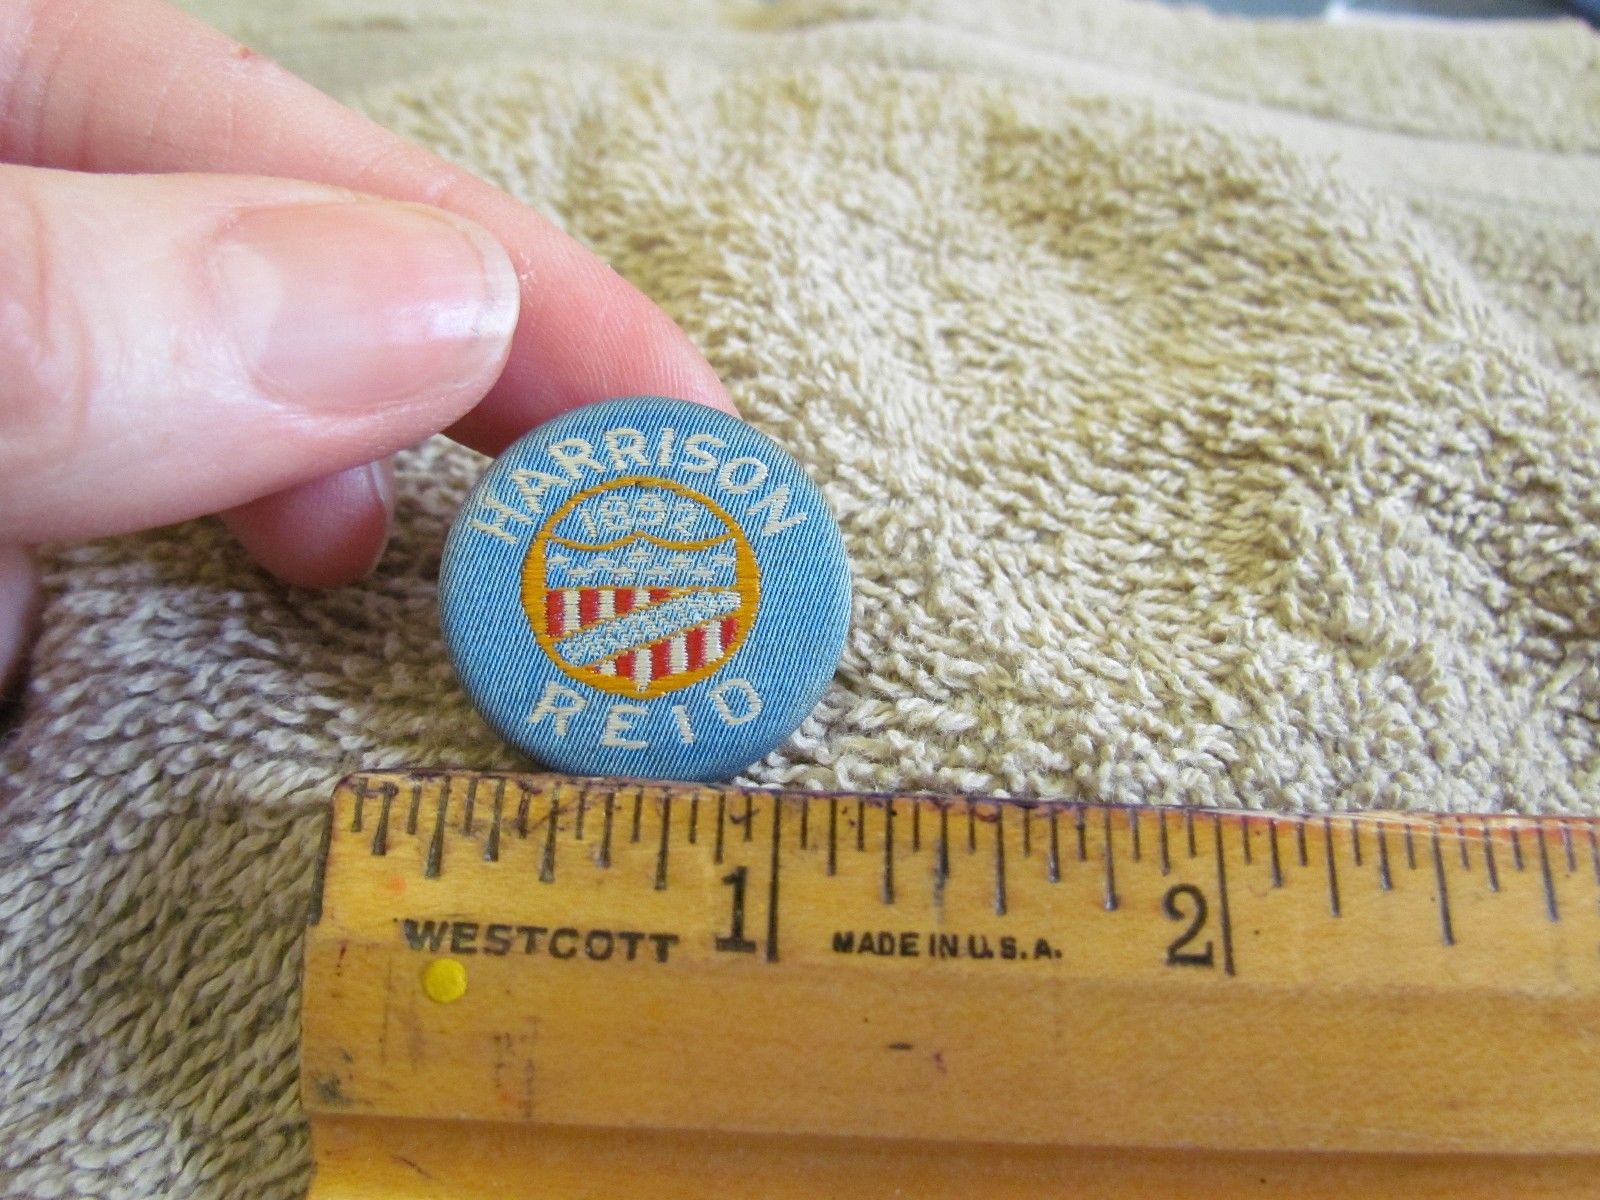 HARRISON
1892
REID
1 2
WESTCOTT MADE IN U.S.A.